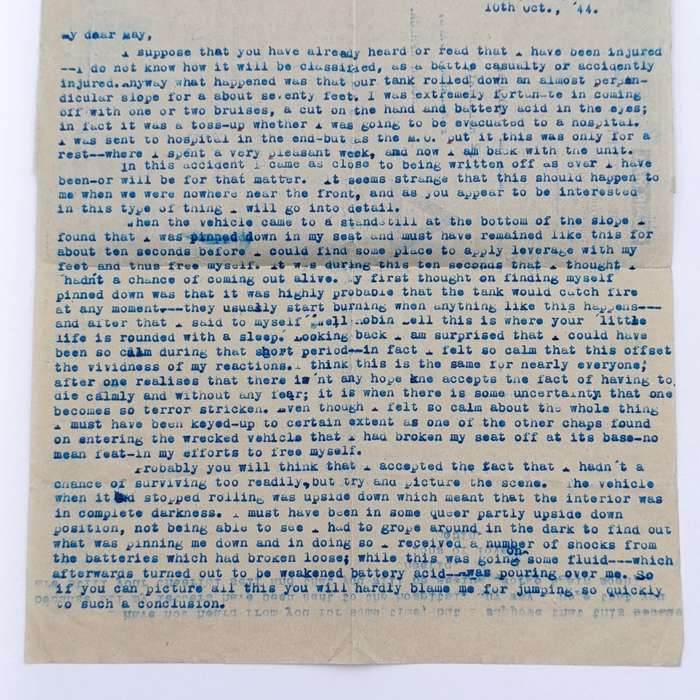 10th Oct., '44.
My dear May,
I suppose that you have already heard or read that I have been injured
--I do not know how it will be classified, as a battle casualty or accidently
injured. Anyway what happened was that our tank rolled down an almost perpen-
dicular slope for a about seventy feet. I was extremely fortunate in coming
off with one or two bruises, a cut on the hand and battery acid in the eyes;
in fact it was a toss-up whether I was going to be evacuated to a hospital.
I was sent to hospital in the end-but as the M.O. put it this was only for a
rest--where I spent a very pleasant week, and now I am back with the unit.
In this accident I came as close to being written off as ever I have
been-or will be for that matter. It seems strange that this should happen to
me when we were nowhere near the front, and as you appear to be interested
in this type of thing I will go into detail.
When the vehicle came to a standstill at the bottom of the slope I
found that I was pinned down in my seat and must have remained like this for
about ten seconds before I could find some place to apply leverage with my
feet and thus free myself. It was during this ten seconds that I thought I
hadn't a chance of coming out alive. My first thought on finding myself
pinned down was that it was highly probable that the tank would catch fire
at any moment,---they usually start burning when anything like this happens---
and after that I said to myself "Well Robin Lell this is where your 'little
life is rounded with a sleep.' Looking back I am surprised that I could have
been so calm during that short period--in fact I felt so calm that this offset
the vividness of my reactions. I think this is the same for nearly everyone;
after one realises that there is'nt any hope one accepts the fact of having to
die calmly and without any fear; it is when there is some uncertainty that one
becomes so terror stricken. Even though I felt so calm about the whole thing
I must have been keyed-up to certain extent as one of the other chaps found
on entering the wrecked vehicle that I had broken my seat off at its base-no
mean feat-in my efforts to free myself.
Probably you will think that I accepted the fact that I hadn't a
chance of surviving too readily, but try and picture the scene. The vehicle
when it had stopped rolling was upside down which meant that the interior was
in complete darkness. I must have been in some queer partly upside down
position, not being able to see I had to grope around in the dark to find out
what was pinning me down and in doing so I received a number of shocks from
the batteries which had broken loose; while this was going on some fluid---which
afterwards turned out to be weakened battery acid---was pouring over me. So
if you can picture all this you will hardly blame me for jumping so quickly
to such a conclusion.